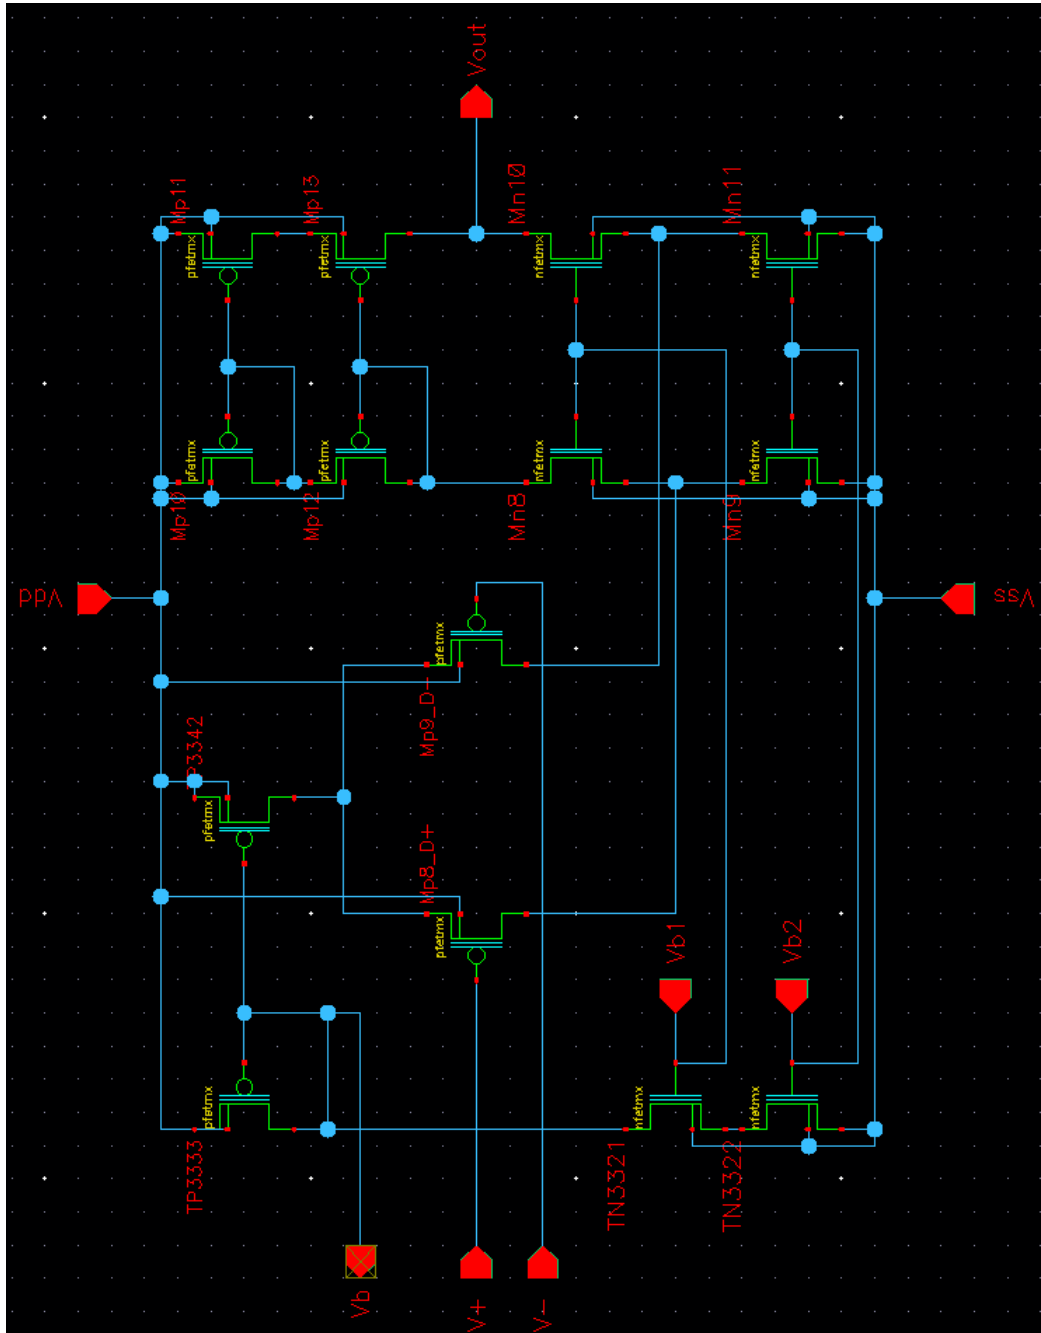 Vout
Mp11
Mp13
Mn10
Mn11
pfetmx
pfetmx
nfetmx
nfetmx
pfetmx
pfetmx
nfetmx
nfetmx
Mp10
Mp12
Mn8
Mn9
Vdd
Vss
pfetmx
Mp9_D-
P3342
pfetmx
Mp8_D+
pfetmx
Vb1
Vb2
pfetmx
nfetmx
nfetmx
TP3333
TN3321
TN3322
Vb
V+
V-